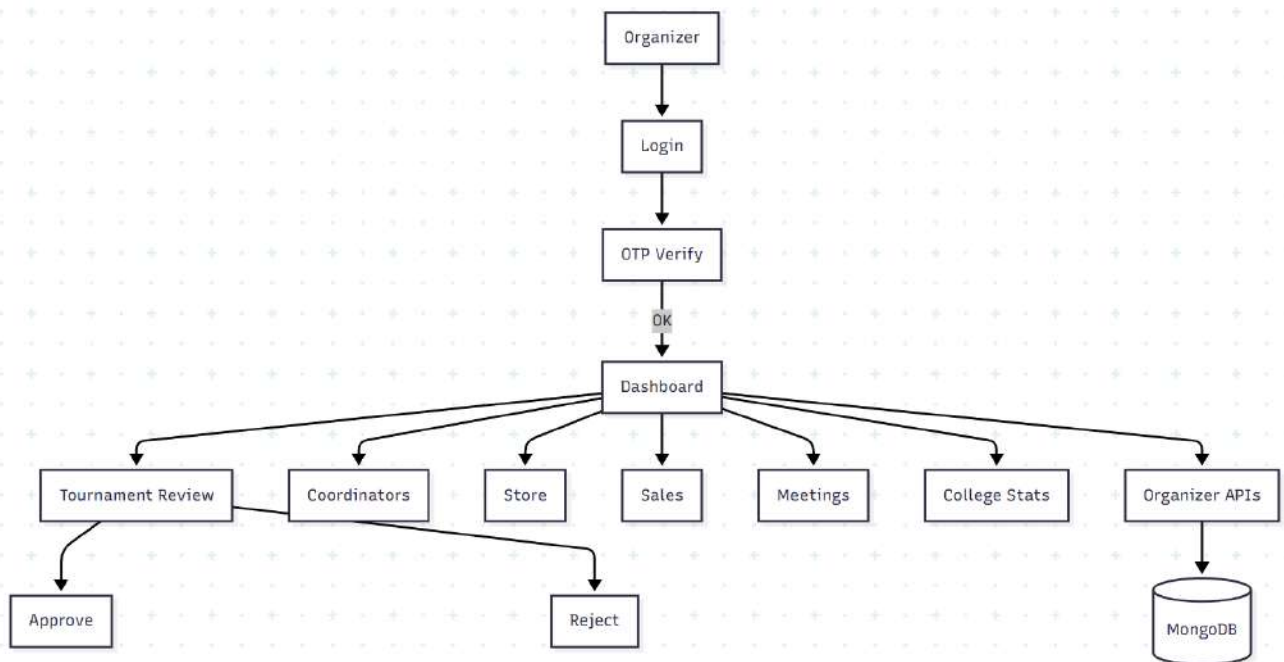 Organizer
Login
OTP Verify
OK
Dashboard
Tournament Review
Coordinators
Store
Sales
Meetings
College Stats
Organizer APIs
Approve
Reject
MongoDB